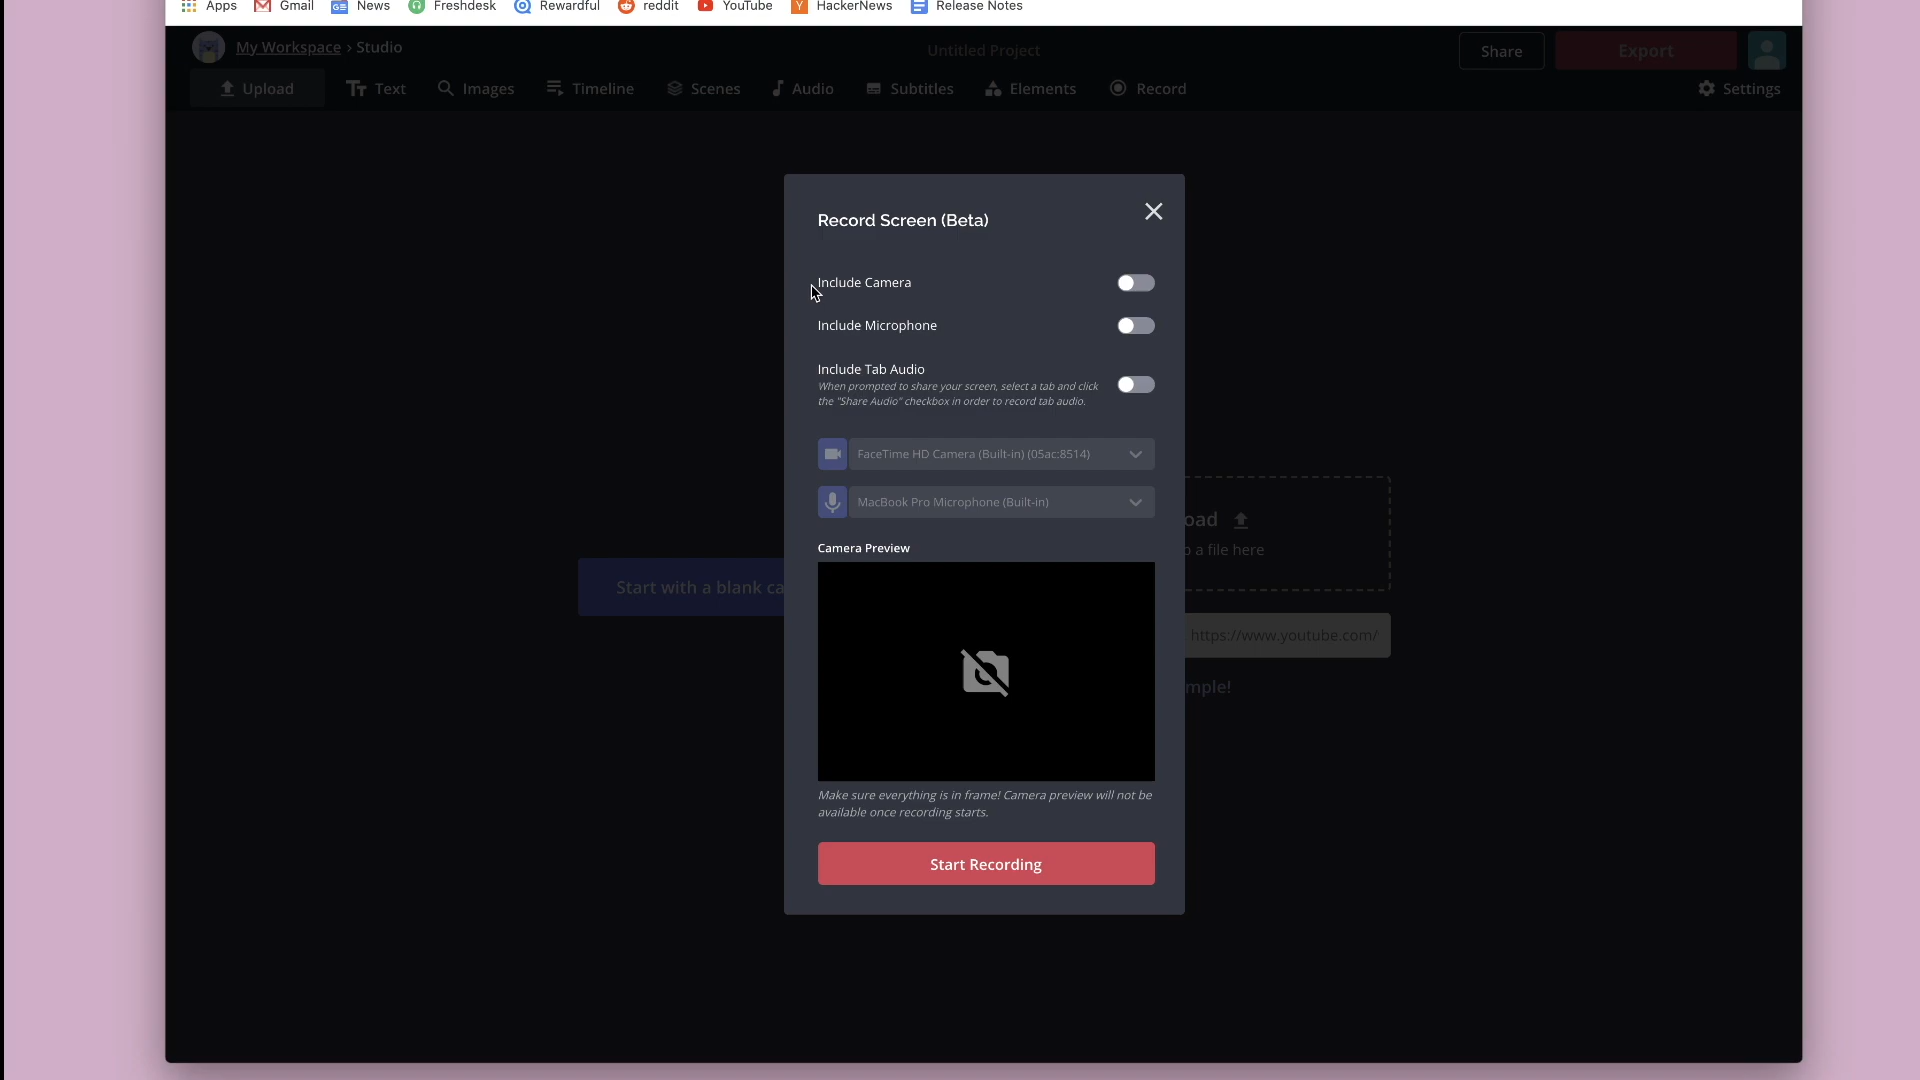 Apps Gmail News Freshdesk Rewardful reddit YouTube HackerNews Release Notes
My Workspace › Studio
Untitled Project
Share
Export
Upload Text Images Timeline Scenes Audio Subtitles Elements Record
Settings
Record Screen (Beta)
Include Camera
Include Microphone
Include Tab Audio
When prompted to share your screen, select a tab and click
the "Share Audio" checkbox in order to record tab audio.
FaceTime HD Camera (Built-in) (05ac:8514)
MacBook Pro Microphone (Built-in)
Camera Preview
Start with a blank ca
oad
a file here
https://www.youtube.com/
mple!
Make sure everything is in frame! Camera preview will not be
available once recording starts.
Start Recording